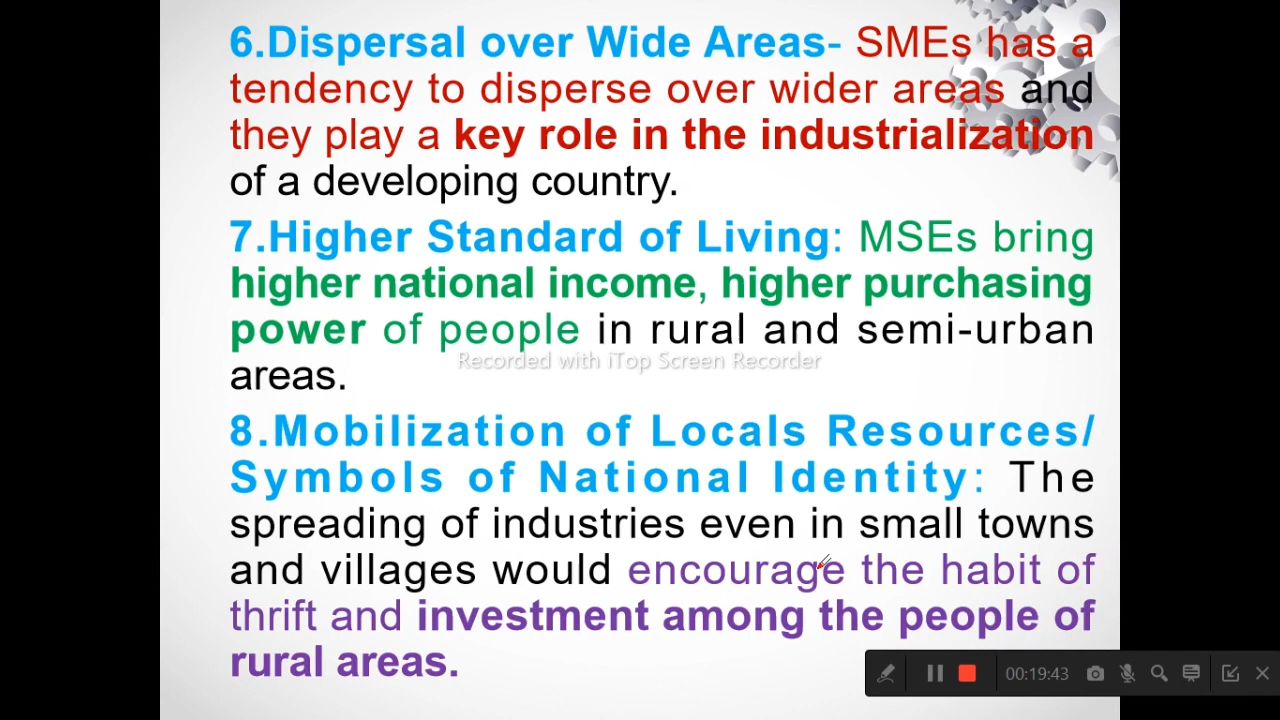 6.Dispersal over Wide Areas- SMEs has a
tendency to disperse over wider areas and
they play a key role in the industrialization
of a developing country.
7.Higher Standard of Living: MSEs bring
higher national income, higher purchasing
power of people in rural and semi-urban
Recorded with iTop Screen Recorder
areas.
8.Mobilization of Locals Resources/
Symbols of National Identity: The
spreading of industries even in small towns
and villages would encourage the habit of
thrift and investment among the people of
rural areas.
00:19:43